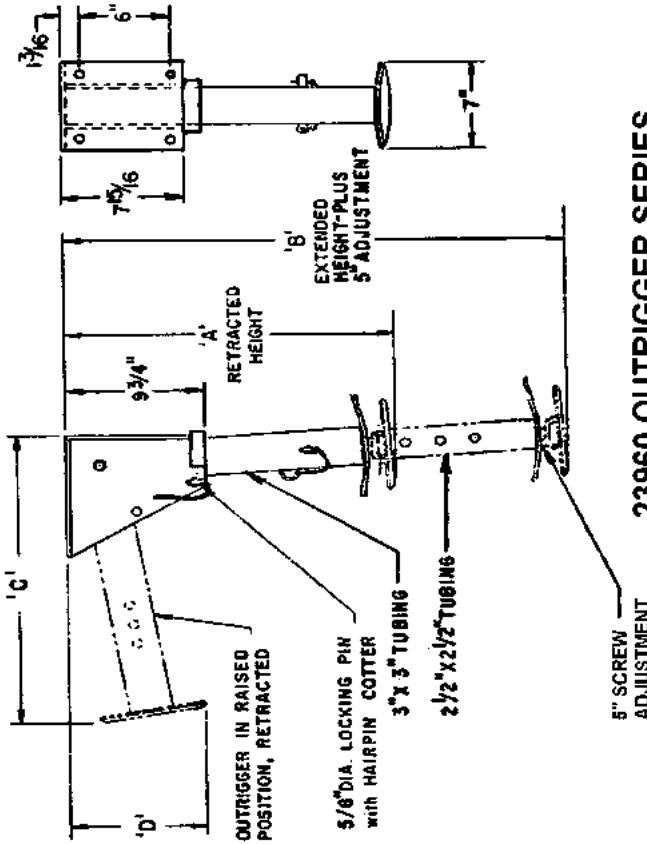 1 3/16
6"
7 15/16
7"
'B'
EXTENDED
HEIGHT-PLUS
5" ADJUSTMENT
'A'
RETRACTED
HEIGHT
9 3/4"
'C'
'D'
OUTRIGGER IN RAISED
POSITION, RETRACTED
5/8"DIA. LOCKING PIN
with HAIRPIN COTTER
3"X 3"TUBING
2 1/2"X2 1/2"TUBING
5" SCREW
ADJUSTMENT
23960 OUTRIGGER SERIES